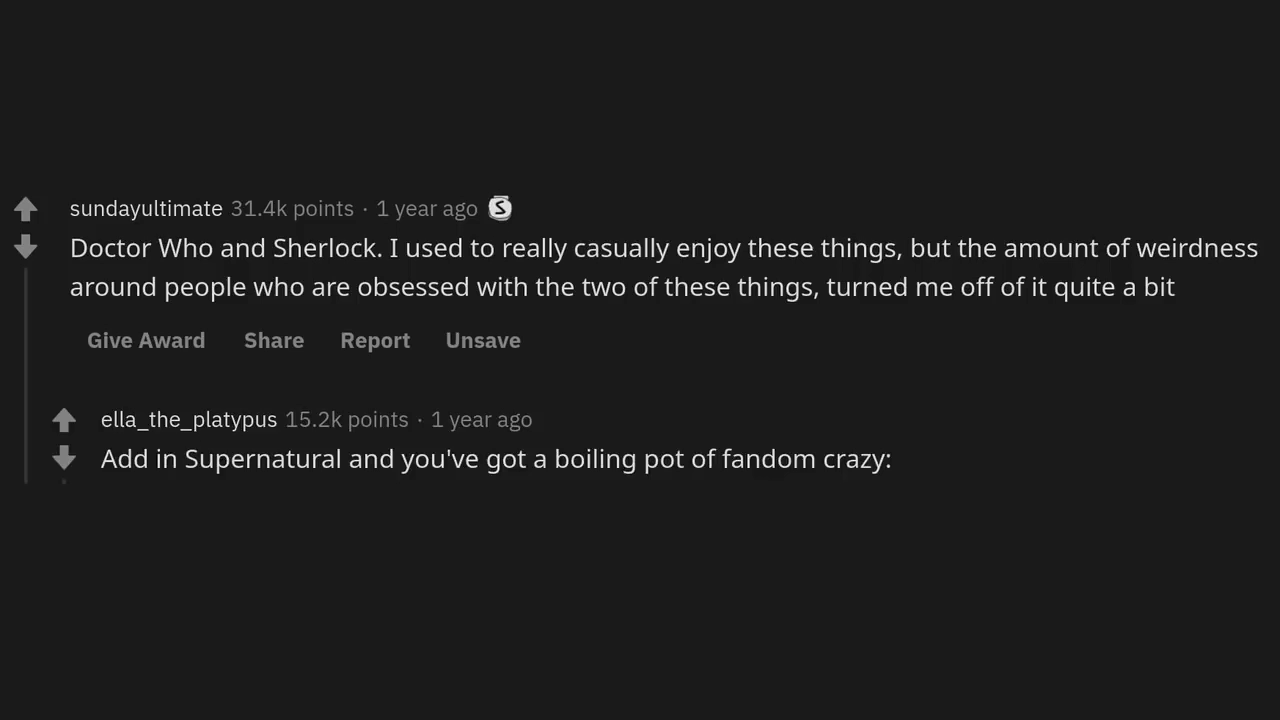 sundayultimate 31.4k points · 1 year ago S
Doctor Who and Sherlock. I used to really casually enjoy these things, but the amount of weirdness
around people who are obsessed with the two of these things, turned me off of it quite a bit
Give Award Share Report Unsave
ella_the_platypus 15.2k points · 1 year ago
Add in Supernatural and you've got a boiling pot of fandom crazy: